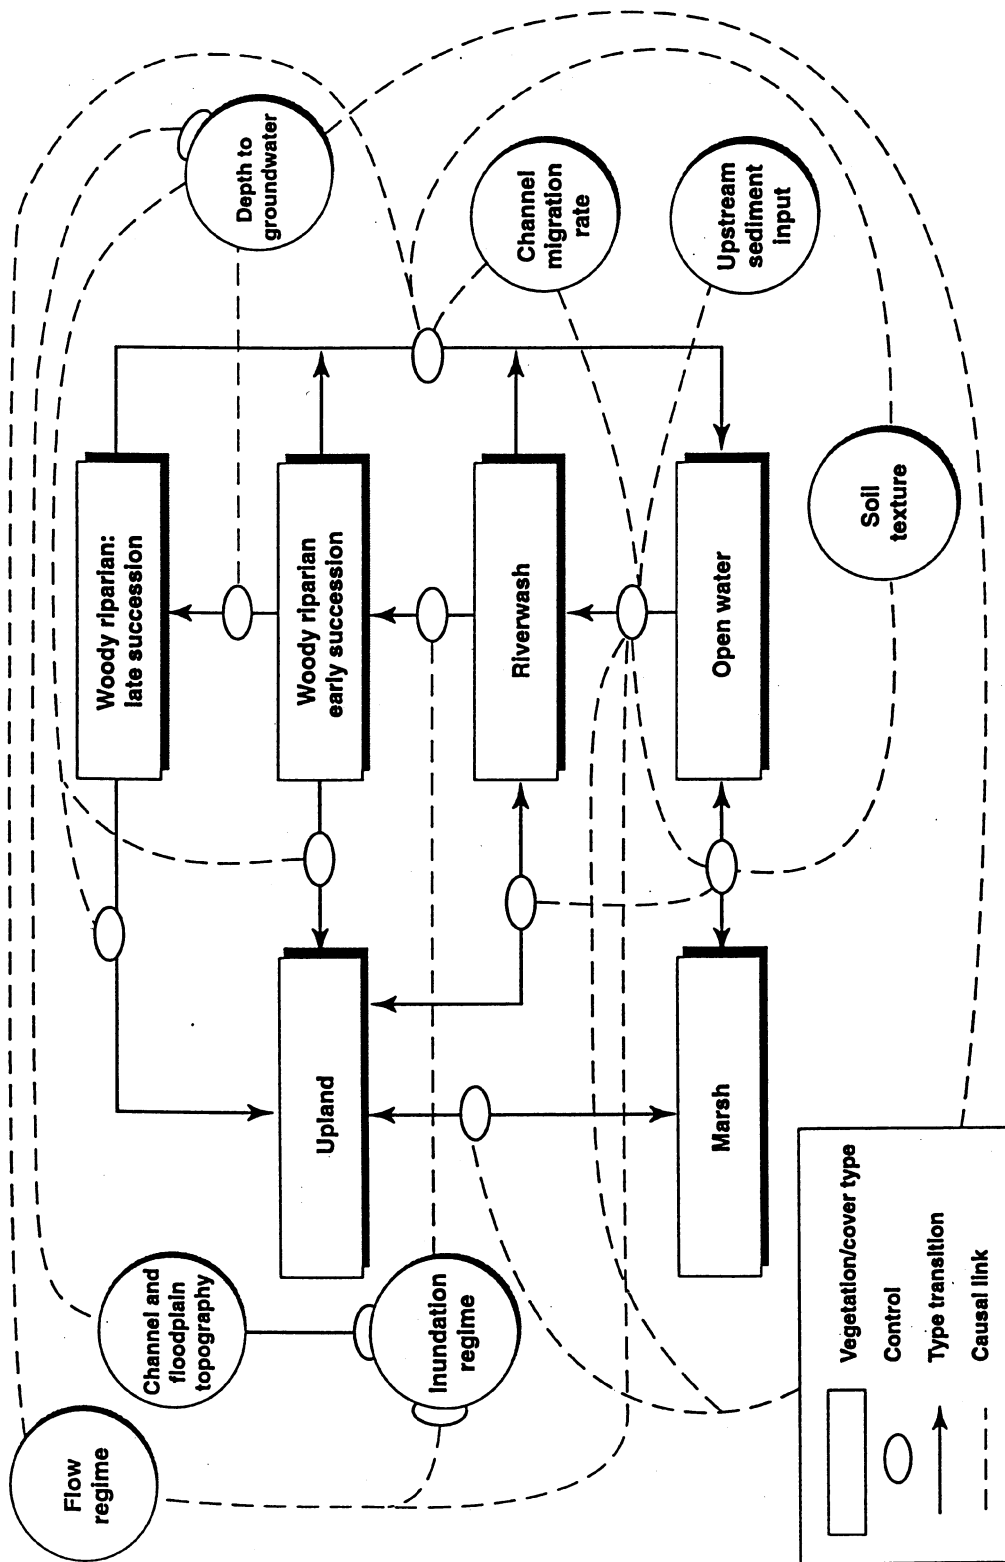 Flow
regime
Channel and
floodplain
topography
Inundation
regime
Depth to
groundwater
Channel
migration
rate
Upstream
sediment
input
Soil
texture
Woody riparian:
late succession
Woody riparian
early succession
Riverwash
Open water
Upland
Marsh
Vegetation/cover type
Control
Type transition
Causal link